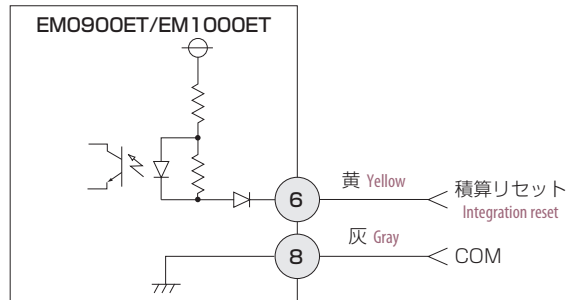 EM0900ET/EM1000ET
黄 Yellow
6
積算リセット
Integration reset
灰 Gray
8
COM